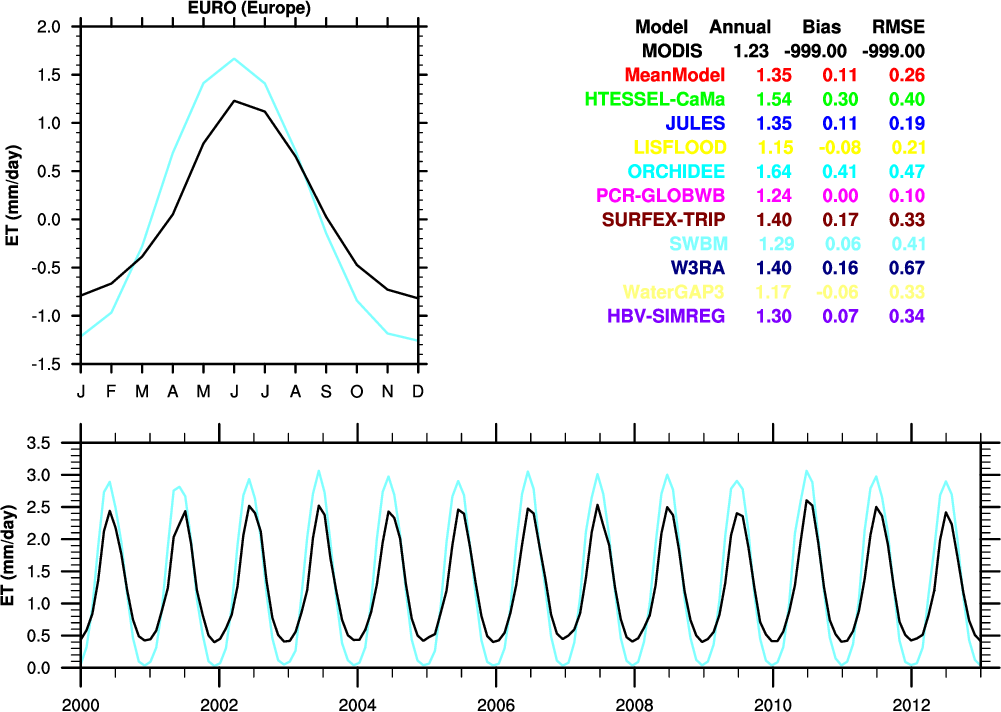 EURO (Europe)
Model Annual Bias RMSE
MODIS 1.23 -999.00 -999.00
MeanModel 1.35 0.11 0.26
HTESSEL-CaMa 1.54 0.30 0.40
JULES 1.35 0.11 0.19
LISFLOOD 1.15 -0.08 0.21
ORCHIDEE 1.64 0.41 0.47
PCR-GLOBWB 1.24 0.00 0.10
SURFEX-TRIP 1.40 0.17 0.33
SWBM 1.29 0.06 0.41
W3RA 1.40 0.16 0.67
WaterGAP3 1.17 -0.06 0.33
HBV-SIMREG 1.30 0.07 0.34
ET (mm/day)
2.0
1.5
1.0
0.5
0.0
-0.5
-1.0
-1.5
J F M A M J J A S O N D
ET (mm/day)
3.5
3.0
2.5
2.0
1.5
1.0
0.5
0.0
2000 2002 2004 2006 2008 2010 2012